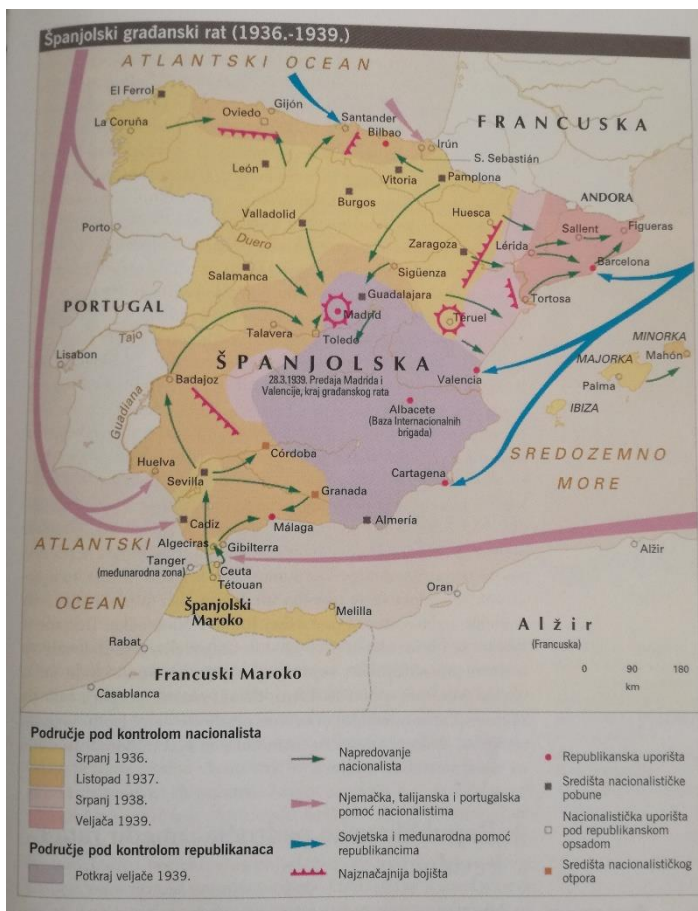 Španjolski građanski rat (1936.-1939.)
ATLANTSKI OCEAN
El Ferrol
Gijón
Oviedo
La Coruña
Santander
Bilbao
Irún
FRANCUSKA
S. Sebastián
León
Vitoria
Pamplona
Burgos
ANDORA
Huesca
Sallent
Figueras
Valladolid
Porto
Duero
Zaragoza
Lérida
Barcelona
Salamanca
Sigüenza
Guadalajara
Tortosa
PORTUGAL
Madrid
Teruel
Talavera
Toledo
MINORKA
Tajo
Mahón
MAJORKA
Lisabon
ŠPANJOLSKA
Palma
28.3.1939. Predaja Madrida i
Valencije, kraj građanskog rata
Valencia
Badajoz
IBIZA
Guadiana
Albacete
(Baza Internacionalnih
brigada)
Córdoba
SREDOZEMNO
MORE
Huelva
Sevilla
Cartagena
Granada
Cadiz
Málaga
Almería
ATLANTSKI
Algeciras
Gibilterra
Alžir
Tanger
(međunarodna zona)
Ceuta
Tétouan
Oran
OCEAN
Španjolski
Maroko
Melilla
Alžir
(Francuska)
Rabat
Francuski Maroko
0 90 180
km
Casablanca
Područje pod kontrolom nacionalista
Srpanj 1936.
Listopad 1937.
Srpanj 1938.
Veljača 1939.
Područje pod kontrolom republikanaca
Potkraj veljače 1939.
Napredovanje
nacionalista
Njemačka, talijanska i portugalska
pomoć nacionalistima
Sovjetska i međunarodna pomoć
republikancima
Najznačajnija bojišta
Republikanska uporišta
Središta nacionalističke
pobune
Nacionalistička uporišta
pod republikanskom
opsadom
Središta nacionalističkog
otpora